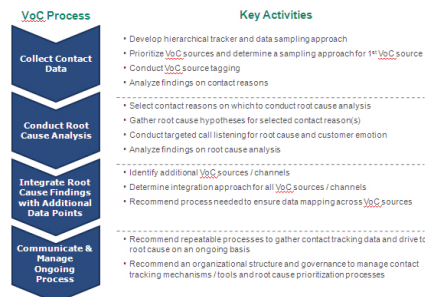 VoC Process
Key Activities
Collect Contact
Data
• Develop hierarchical tracker and data sampling approach
• Prioritize VoC sources and determine a sampling approach for 1st VoC source
• Conduct VoC source tagging
• Analyze findings on contact reasons
Conduct Root
Cause Analysis
• Select contact reasons on which to conduct root cause analysis
• Gather root cause hypotheses for selected contact reason(s)
• Conduct targeted call listening for root cause and customer emotion
• Analyze findings on root cause analysis
Integrate Root
Cause Findings
with Additional
Data Points
• Identify additional VoC sources / channels
• Determine integration approach for all VoC sources / channels
• Recommend process needed to ensure data mapping across VoC sources
Communicate &
Manage
Ongoing
Process
• Recommend repeatable processes to gather contact tracking data and drive to
root cause on an ongoing basis
• Recommend an organizational structure and governance to manage contact
tracking mechanisms / tools and root cause prioritization processes